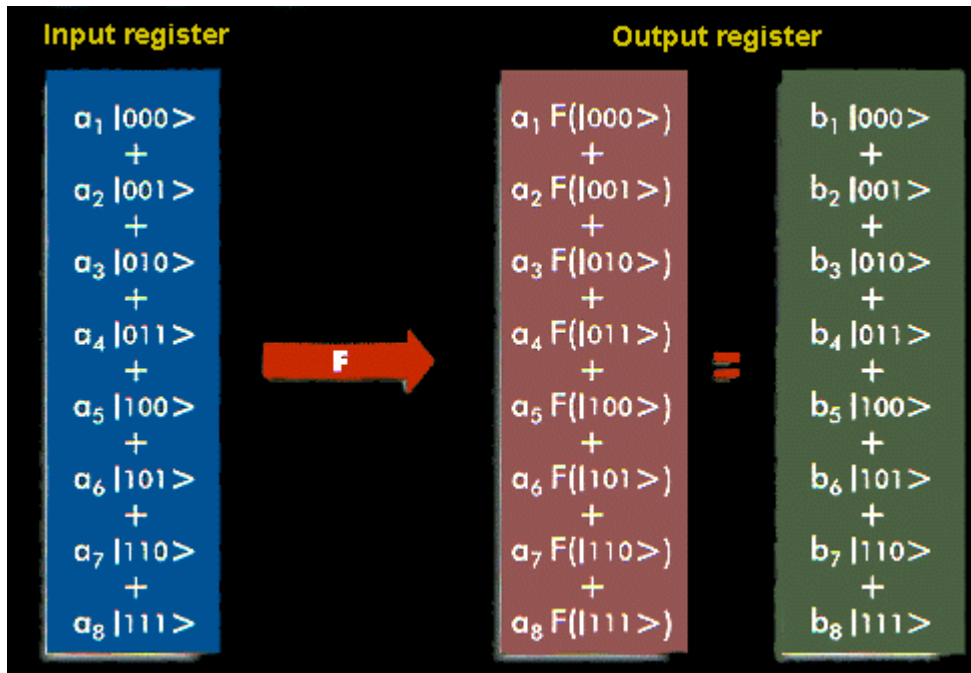 Input register
Output register
a₁ |000>
+
a₂ |001>
+
a₃ |010>
+
a₄ |011>
+
a₅ |100>
+
a₆ |101>
+
a₇ |110>
+
a₈ |111>
F
a₁ F(|000>)
+
a₂ F(|001>)
+
a₃ F(|010>)
+
a₄ F(|011>)
+
a₅ F(|100>)
+
a₆ F(|101>)
+
a₇ F(|110>)
+
a₈ F(|111>)
=
b₁ |000>
+
b₂ |001>
+
b₃ |010>
+
b₄ |011>
+
b₅ |100>
+
b₆ |101>
+
b₇ |110>
+
b₈ |111>